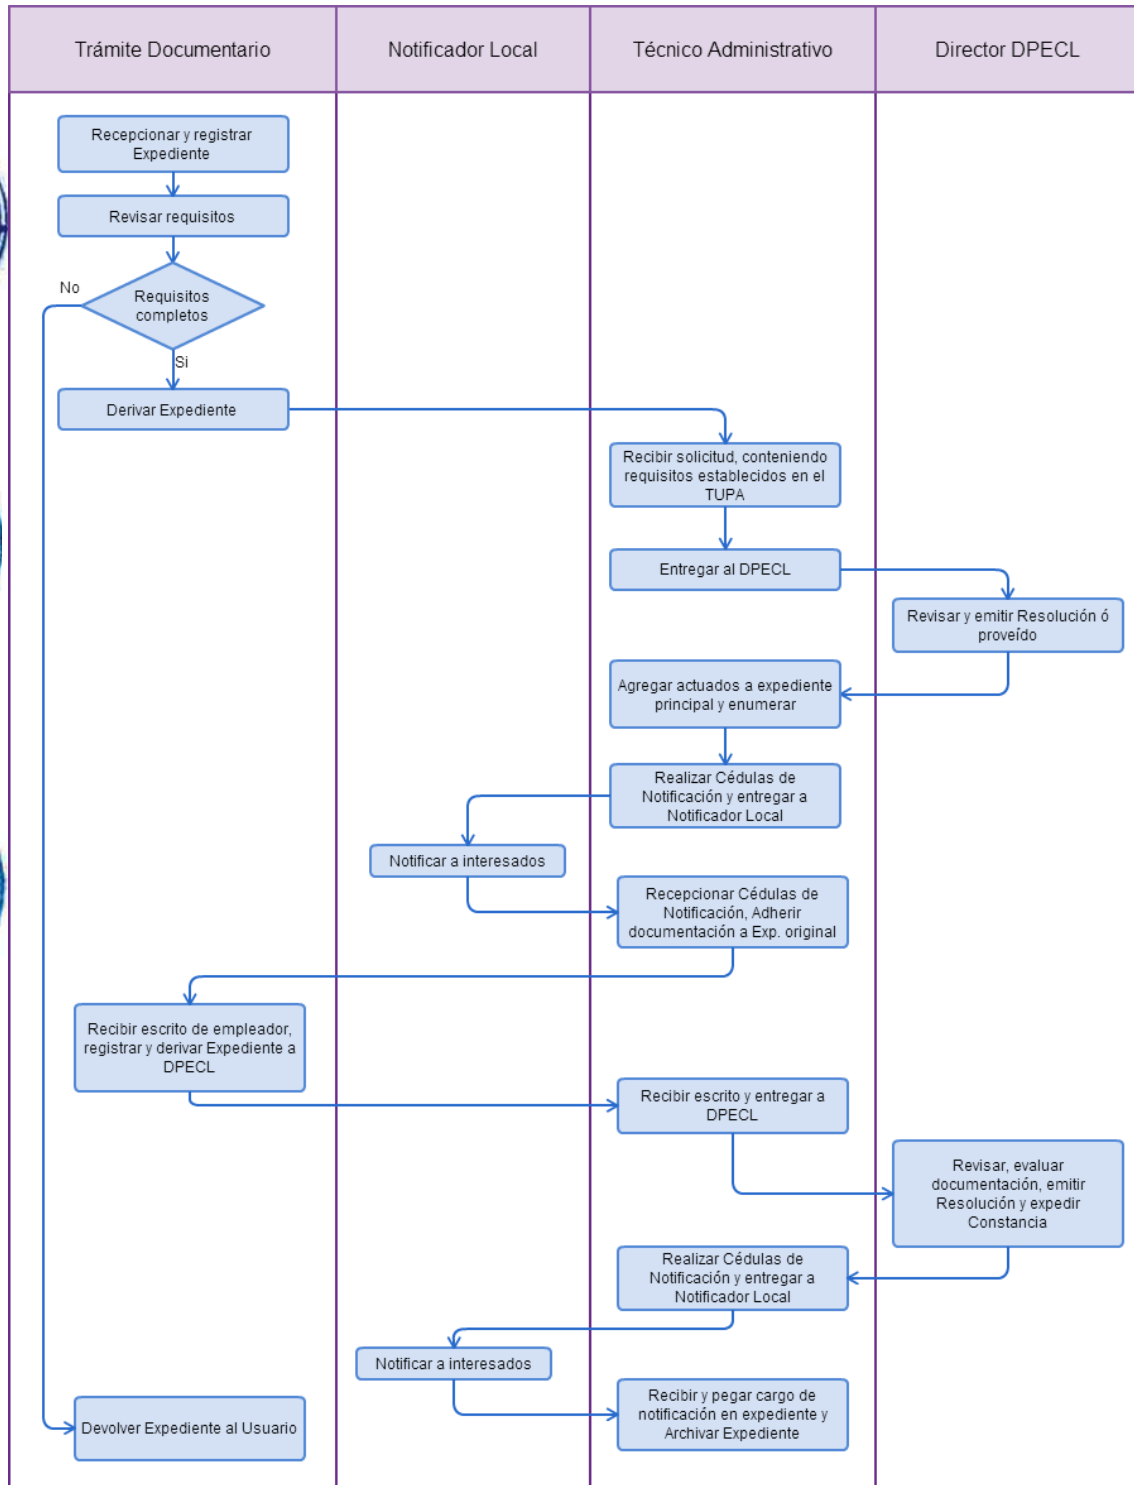 Trámite Documentario
Notificador Local
Técnico Administrativo
Director DPECL
Recepcionar y registrar
Expediente
Revisar requisitos
No
Requisitos
completos
Si
Derivar Expediente
Recibir solicitud, conteniendo
requisitos establecidos en el
TUPA
Entregar al DPECL
Revisar y emitir Resolución ó
proveído
Agregar actuados a expediente
principal y enumerar
Realizar Cédulas de
Notificación y entregar a
Notificador Local
Notificar a interesados
Recepcionar Cédulas de
Notificación, Adherir
documentación a Exp. original
Recibir escrito de empleador,
registrar y derivar Expediente a
DPECL
Recibir escrito y entregar a
DPECL
Revisar, evaluar
documentación, emitir
Resolución y expedir
Constancia
Realizar Cédulas de
Notificación y entregar a
Notificador Local
Notificar a interesados
Recibir y pegar cargo de
notificación en expediente y
Archivar Expediente
Devolver Expediente al Usuario